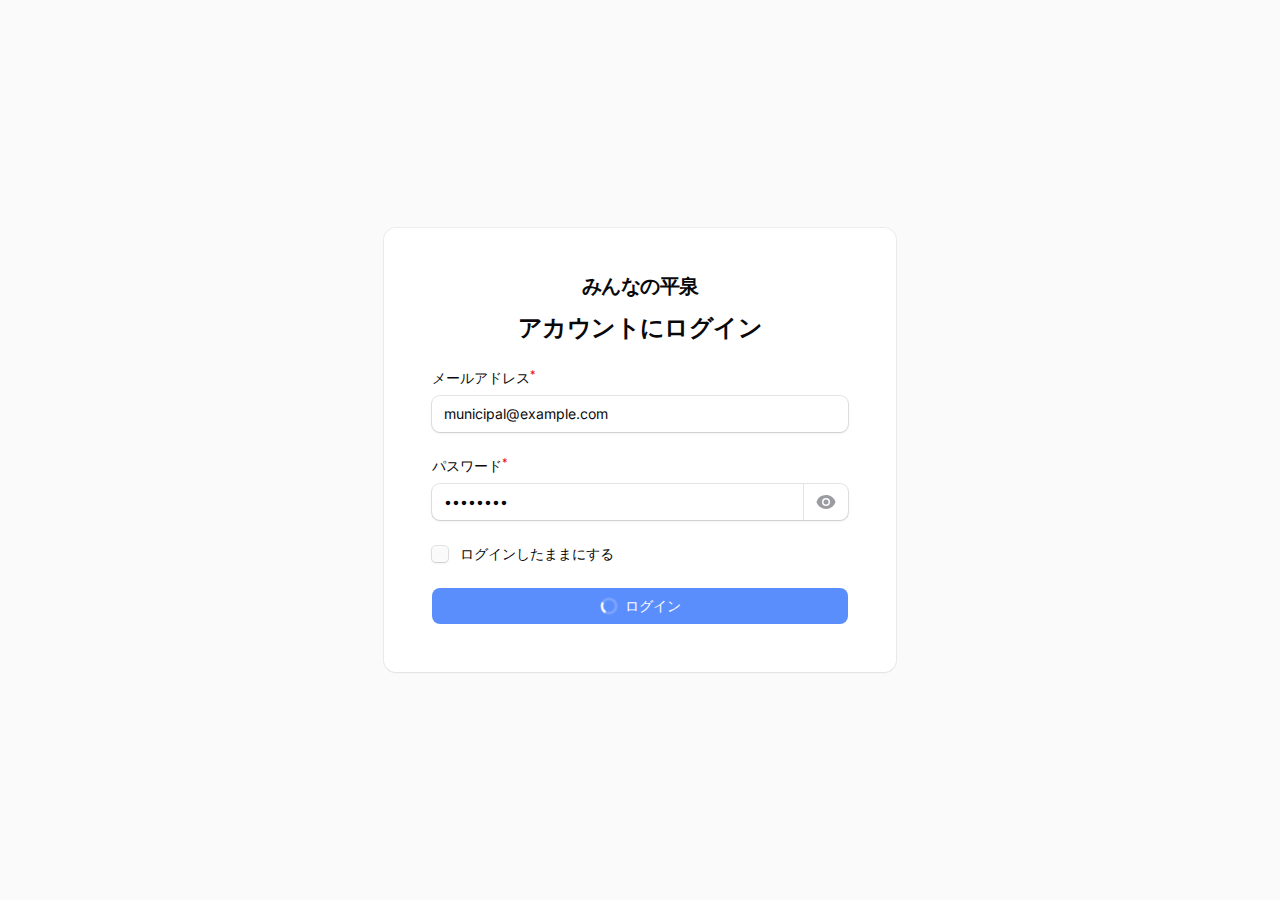 みんなの平泉
アカウントにログイン
メールアドレス*
municipal@example.com
パスワード*
••••••••
ログインしたままにする
ログイン